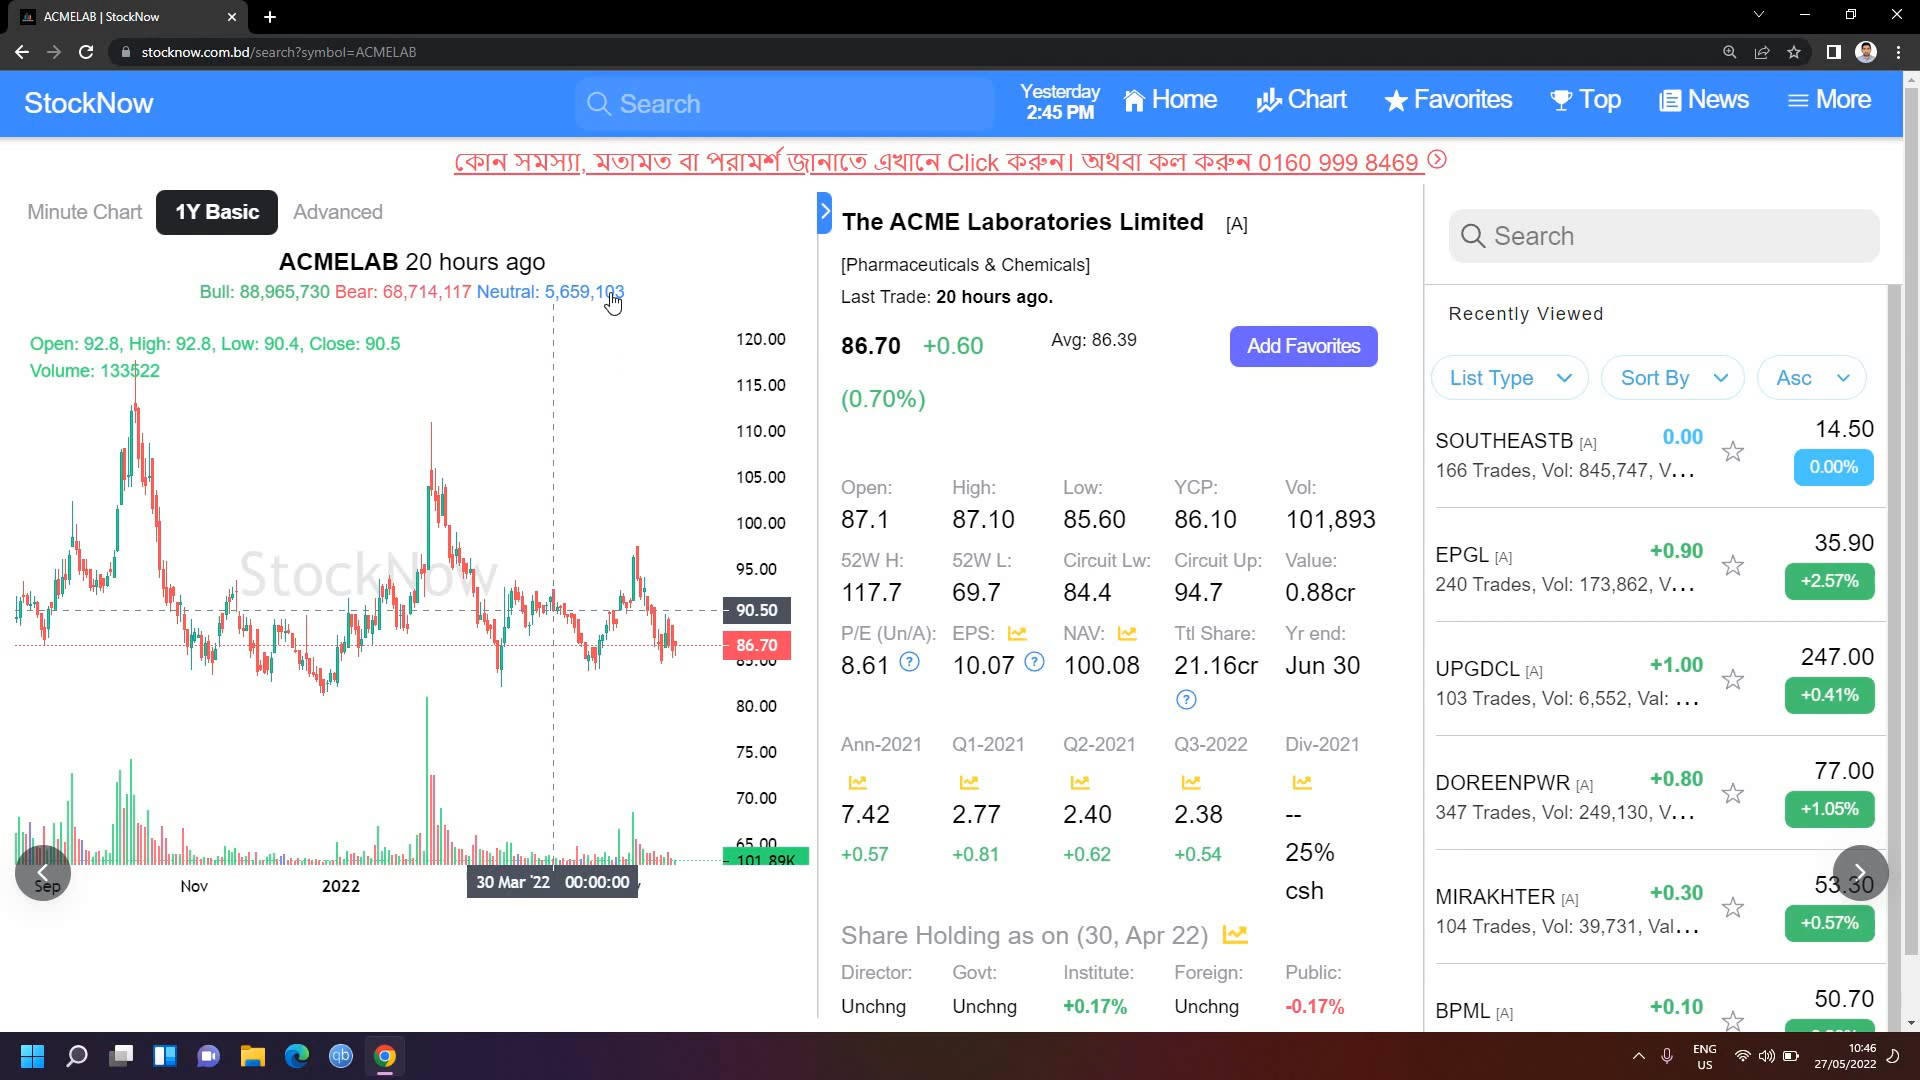 ACMELAB | StockNow
stocknow.com.bd/search?symbol=ACMELAB
StockNow
Search
Yesterday
2:45 PM
Home
Chart
Favorites
Top
News
More
কোন সমস্যা, মতামত বা পরামর্শ জানাতে এখানে Click করুন। অথবা কল করুন 0160 999 8469
Minute Chart
1Y Basic
Advanced
ACMELAB 20 hours ago
Bull: 88,965,730 Bear: 68,714,117 Neutral: 5,659,103
Open: 92.8, High: 92.8, Low: 90.4, Close: 90.5
Volume: 133522
StockNow
120.00
115.00
110.00
105.00
100.00
95.00
90.50
86.70
85.00
80.00
75.00
70.00
65.00
101.89K
Sep
Nov
2022
30 Mar '22 00:00:00
The ACME Laboratories Limited [A]
[Pharmaceuticals & Chemicals]
Last Trade: 20 hours ago.
86.70 +0.60
Avg: 86.39
Add Favorites
(0.70%)
Open: High: Low: YCP: Vol:
87.1 87.10 85.60 86.10 101,893
52W H: 52W L: Circuit Lw: Circuit Up: Value:
117.7 69.7 84.4 94.7 0.88cr
P/E (Un/A): EPS: NAV: Ttl Share: Yr end:
8.61 ? 10.07 ? 100.08 21.16cr Jun 30
?
Ann-2021 Q1-2021 Q2-2021 Q3-2022 Div-2021
7.42 2.77 2.40 2.38 --
+0.57 +0.81 +0.62 +0.54 25%
csh
Share Holding as on (30, Apr 22)
Director: Govt: Institute: Foreign: Public:
Unchng Unchng +0.17% Unchng -0.17%
Search
Recently Viewed
List Type
Sort By
Asc
SOUTHEASTB [A] 0.00 14.50
166 Trades, Vol: 845,747, V... 0.00%
EPGL [A] +0.90 35.90
240 Trades, Vol: 173,862, V... +2.57%
UPGDCL [A] +1.00 247.00
103 Trades, Vol: 6,552, Val: ... +0.41%
DOREENPWR [A] +0.80 77.00
347 Trades, Vol: 249,130, V... +1.05%
MIRAKHTER [A] +0.30 53.30
104 Trades, Vol: 39,731, Val... +0.57%
BPML [A] +0.10 50.70
qb
ENG
US
10:46
27/05/2022